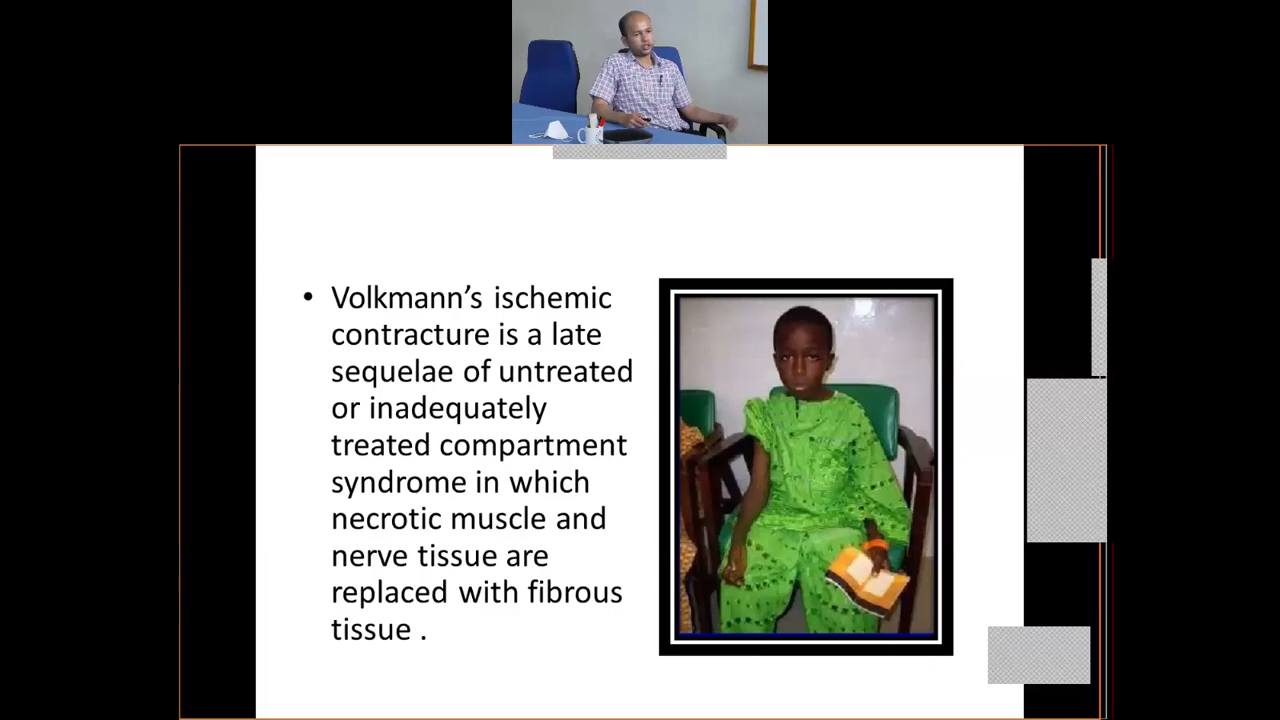 • Volkmann’s ischemic
contracture is a late
sequelae of untreated
or inadequately
treated compartment
syndrome in which
necrotic muscle and
nerve tissue are
replaced with fibrous
tissue .